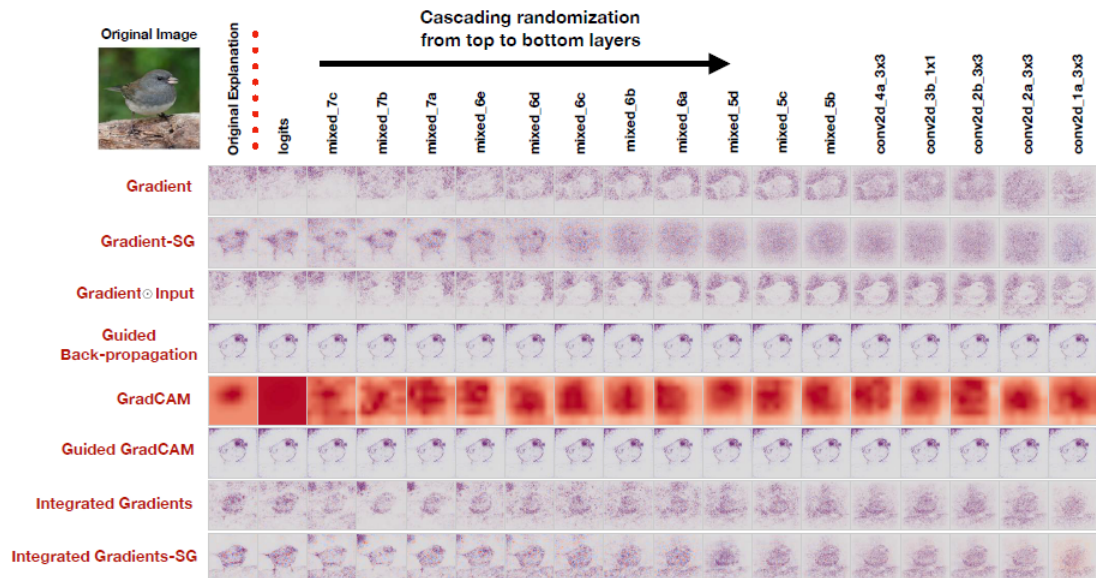 Cascading randomization
from top to bottom layers
Original Image
Original Explanation
logits
mixed_7c
mixed_7b
mixed_7a
mixed_6e
mixed_6d
mixed_6c
mixed_6b
mixed_6a
mixed_5d
mixed_5c
mixed_5b
conv2d_4a_3x3
conv2d_3b_1x1
conv2d_2b_3x3
conv2d_2a_3x3
conv2d_1a_3x3
Gradient
Gradient-SG
Gradient⊙Input
Guided
Back-propagation
GradCAM
Guided GradCAM
Integrated Gradients
Integrated Gradients-SG